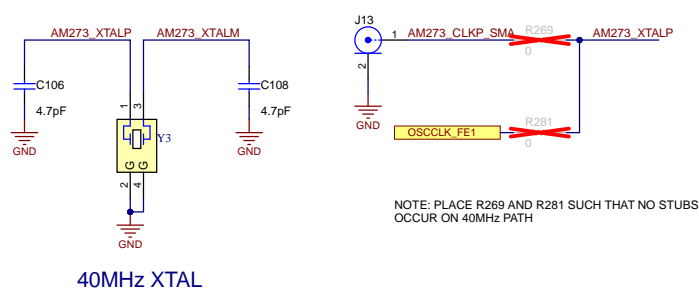 AM273_XTALP
AM273_XTALM
C106
4.7pF
C108
4.7pF
1
3
Y3
G
G
2
4
GND
GND
GND
40MHz XTAL
J13
1
2
GND
AM273_CLKP_SMA
R269
0
AM273_XTALP
OSCCLK_FE1
R281
0
NOTE: PLACE R269 AND R281 SUCH THAT NO STUBS
OCCUR ON 40MHz PATH